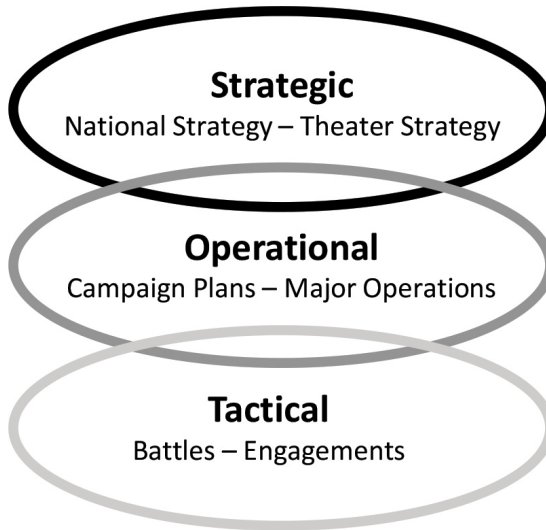 Strategic
National Strategy – Theater Strategy
Operational
Campaign Plans – Major Operations
Tactical
Battles – Engagements